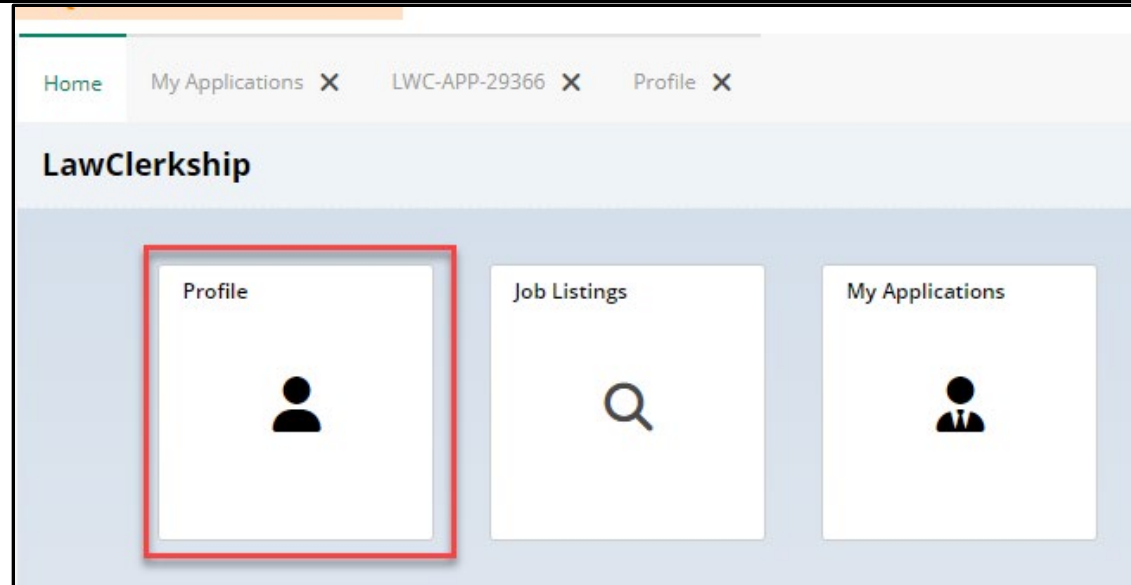 Home My Applications X LWC-APP-29366 X Profile X
LawClerkship
Profile Job Listings My Applications